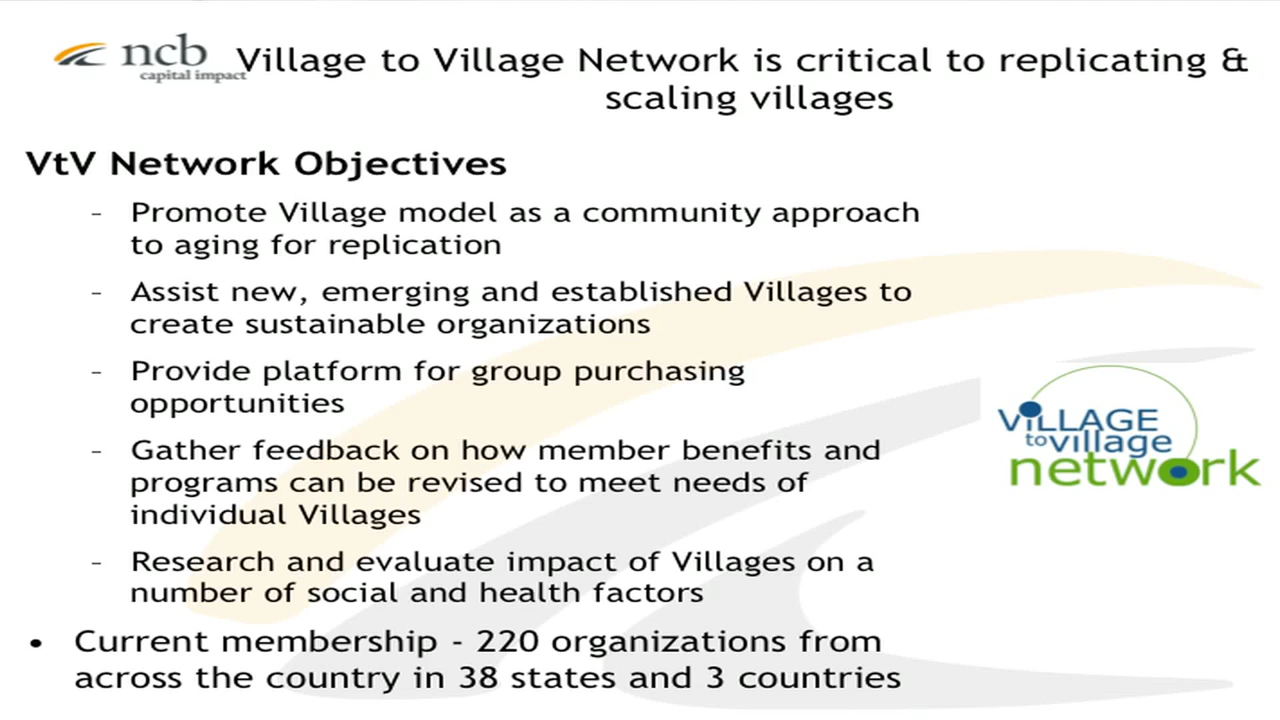 ncb
capital impact
Village to Village Network is critical to replicating &
scaling villages
VtV Network Objectives
– Promote Village model as a community approach
to aging for replication
– Assist new, emerging and established Villages to
create sustainable organizations
– Provide platform for group purchasing
opportunities
– Gather feedback on how member benefits and
programs can be revised to meet needs of
individual Villages
– Research and evaluate impact of Villages on a
number of social and health factors
• Current membership - 220 organizations from
across the country in 38 states and 3 countries
ViLLAGE
to village
network